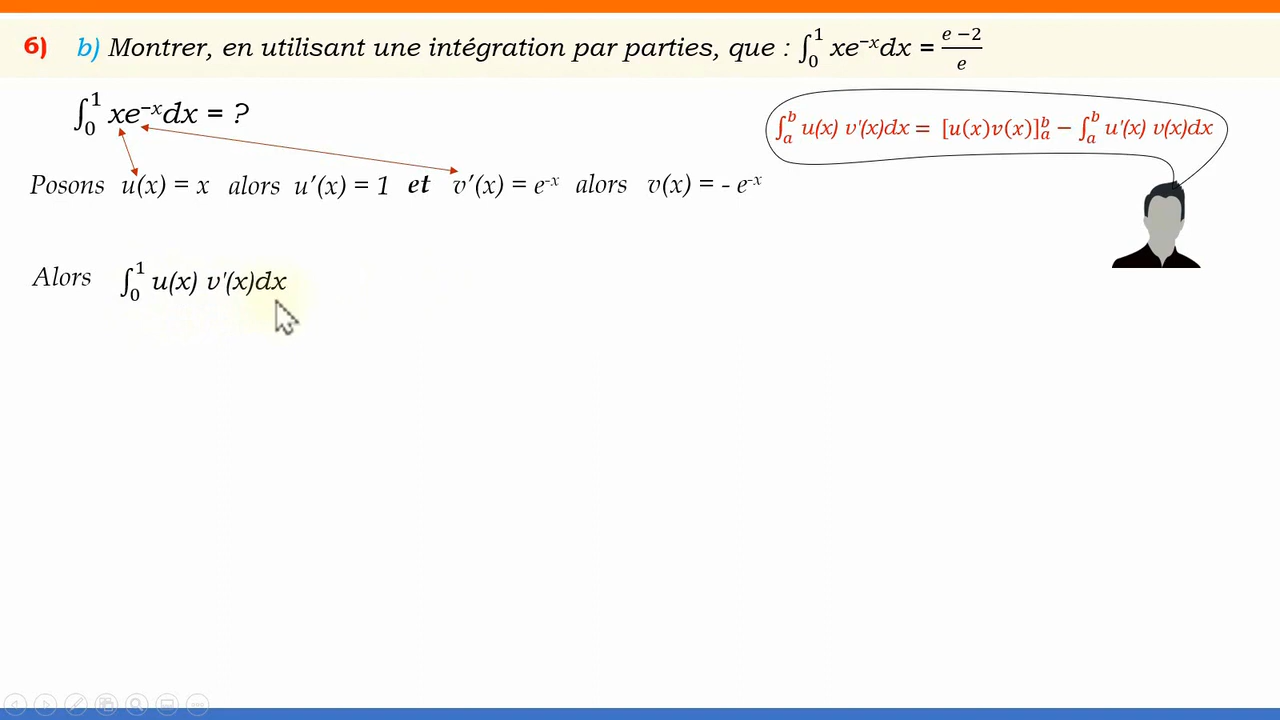 6) b) Montrer, en utilisant une intégration par parties, que : ∫₀¹ xe⁻ˣdx = (e −2)/e
∫₀¹ xe⁻ˣdx = ?
∫ₐᵇ u(x) v'(x)dx = [u(x)v(x)]ₐᵇ − ∫ₐᵇ u'(x) v(x)dx
Posons u(x) = x alors u'(x) = 1 et v'(x) = e⁻ˣ alors v(x) = - e⁻ˣ
Alors ∫₀¹ u(x) v'(x)dx